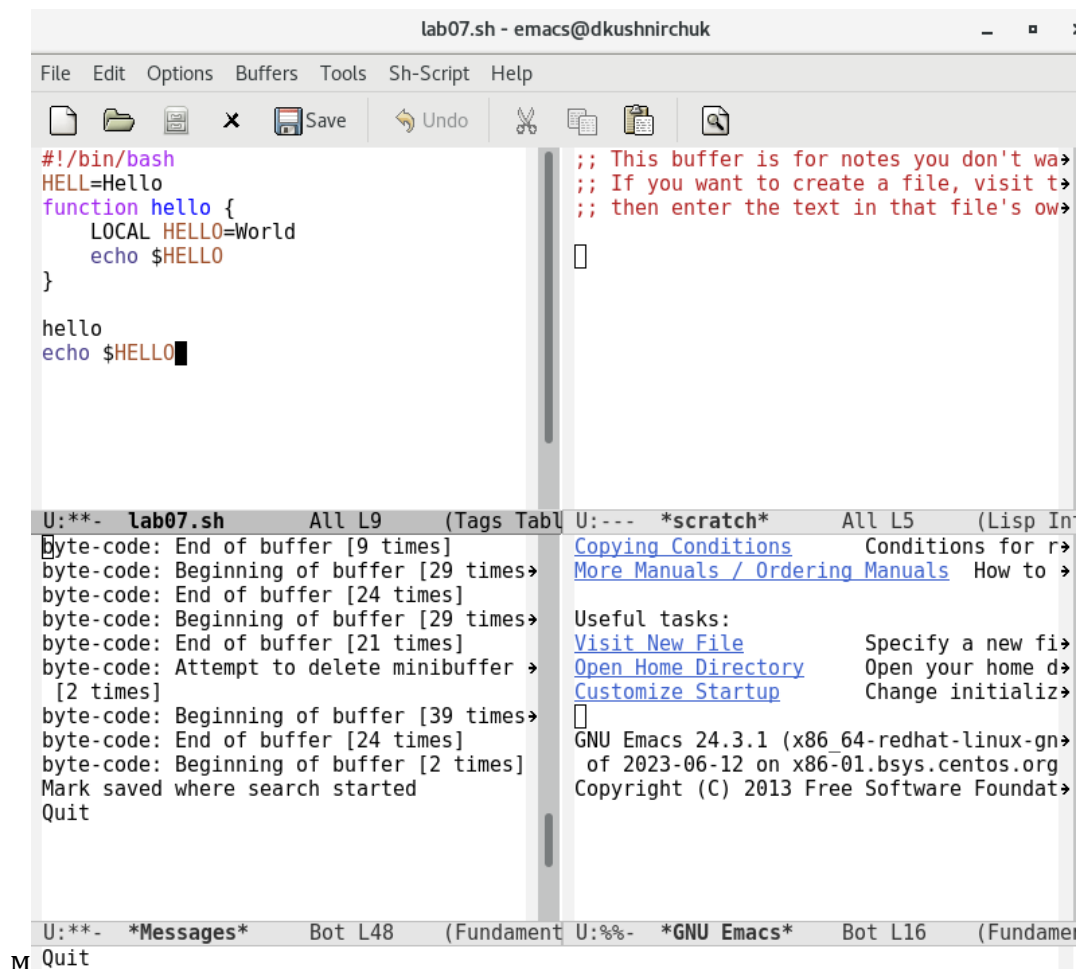 lab07.sh - emacs@dkushnirchuk
File Edit Options Buffers Tools Sh-Script Help
Save Undo
#!/bin/bash
HELL=Hello
function hello {
    LOCAL HELLO=World
    echo $HELLO
}
hello
echo $HELLO
U:**-  lab07.sh       All L9     (Tags Tabl
;; This buffer is for notes you don't wa
;; If you want to create a file, visit t
;; then enter the text in that file's ow
U:---  *scratch*      All L5     (Lisp Int
byte-code: End of buffer [9 times]
byte-code: Beginning of buffer [29 times
byte-code: End of buffer [24 times]
byte-code: Beginning of buffer [29 times
byte-code: End of buffer [21 times]
byte-code: Attempt to delete minibuffer
 [2 times]
byte-code: Beginning of buffer [39 times
byte-code: End of buffer [24 times]
byte-code: Beginning of buffer [2 times]
Mark saved where search started
Quit
U:**-  *Messages*     Bot L48    (Fundament
Copying Conditions     Conditions for r
More Manuals / Ordering Manuals  How to
Useful tasks:
Visit New File         Specify a new fi
Open Home Directory    Open your home d
Customize Startup      Change initializ
GNU Emacs 24.3.1 (x86_64-redhat-linux-gn
 of 2023-06-12 on x86-01.bsys.centos.org
Copyright (C) 2013 Free Software Foundat
U:%%-  *GNU Emacs*    Bot L16    (Fundamen
м Quit